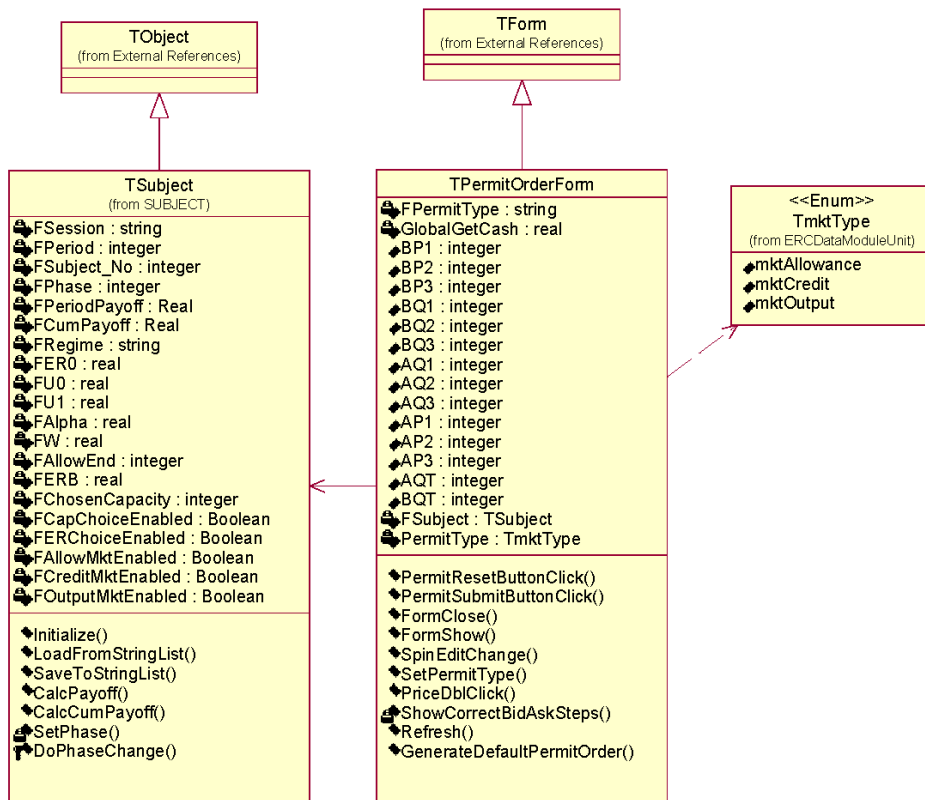 TObject
(from External References)
TForm
(from External References)
TSubject
(from SUBJECT)
FSession : string
FPeriod : integer
FSubject_No : integer
FPhase : integer
FPeriodPayoff : Real
FCumPayoff : Real
FRegime : string
FER0 : real
FU0 : real
FU1 : real
FAlpha : real
FW : real
FAllowEnd : integer
FERB : real
FChosenCapacity : integer
FCapChoiceEnabled : Boolean
FERChoiceEnabled : Boolean
FAllowMktEnabled : Boolean
FCreditMktEnabled : Boolean
FOutputMktEnabled : Boolean
Initialize()
LoadFromStringList()
SaveToStringList()
CalcPayoff()
CalcCumPayoff()
SetPhase()
DoPhaseChange()
TPermitOrderForm
FPermitType : string
GlobalGetCash : real
BP1 : integer
BP2 : integer
BP3 : integer
BQ1 : integer
BQ2 : integer
BQ3 : integer
AQ1 : integer
AQ2 : integer
AQ3 : integer
AP1 : integer
AP2 : integer
AP3 : integer
AQT : integer
BQT : integer
FSubject : TSubject
PermitType : TmktType
PermitResetButtonClick()
PermitSubmitButtonClick()
FormClose()
FormShow()
SpinEditChange()
SetPermitType()
PriceDblClick()
ShowCorrectBidAskSteps()
Refresh()
GenerateDefaultPermitOrder()
<<Enum>>
TmktType
(from ERCDataModuleUnit)
mktAllowance
mktCredit
mktOutput